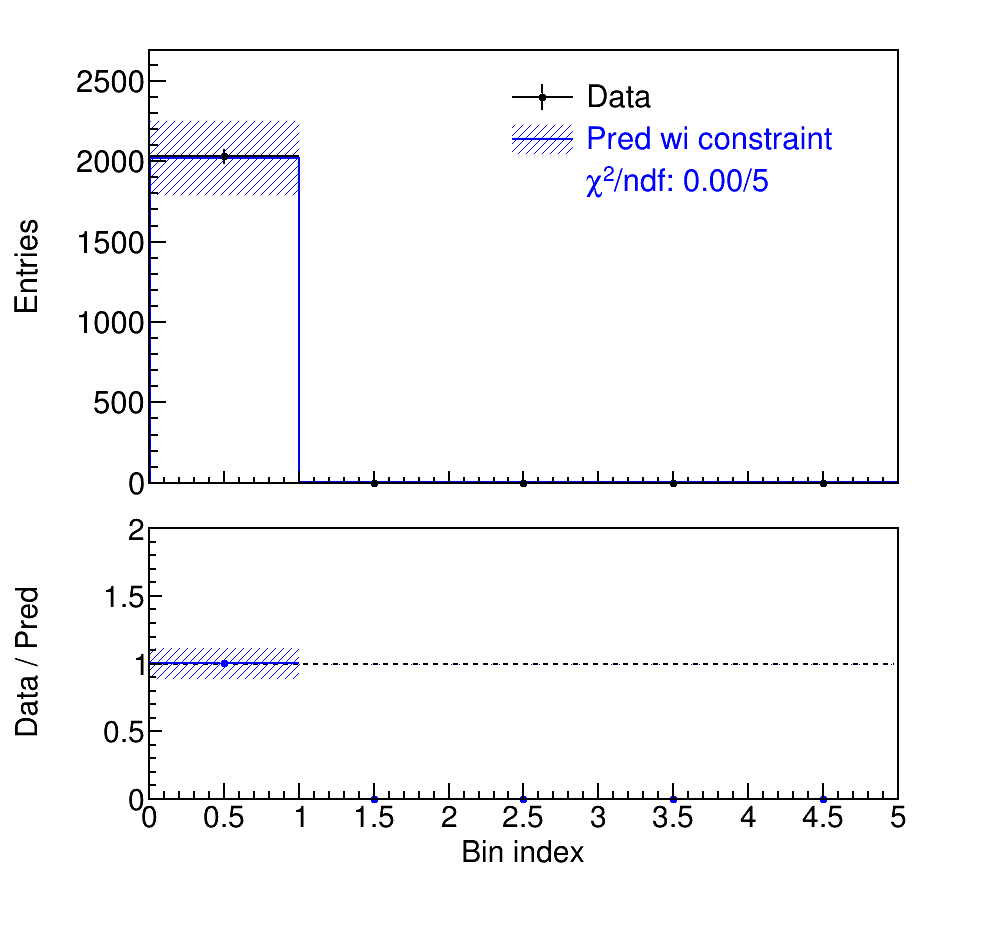 2500
2000
1500
1000
500
0
Entries
Data
Pred wi constraint
χ²/ndf: 0.00/5
2
1.5
1
0.5
0
Data / Pred
0 0.5 1 1.5 2 2.5 3 3.5 4 4.5 5
Bin index